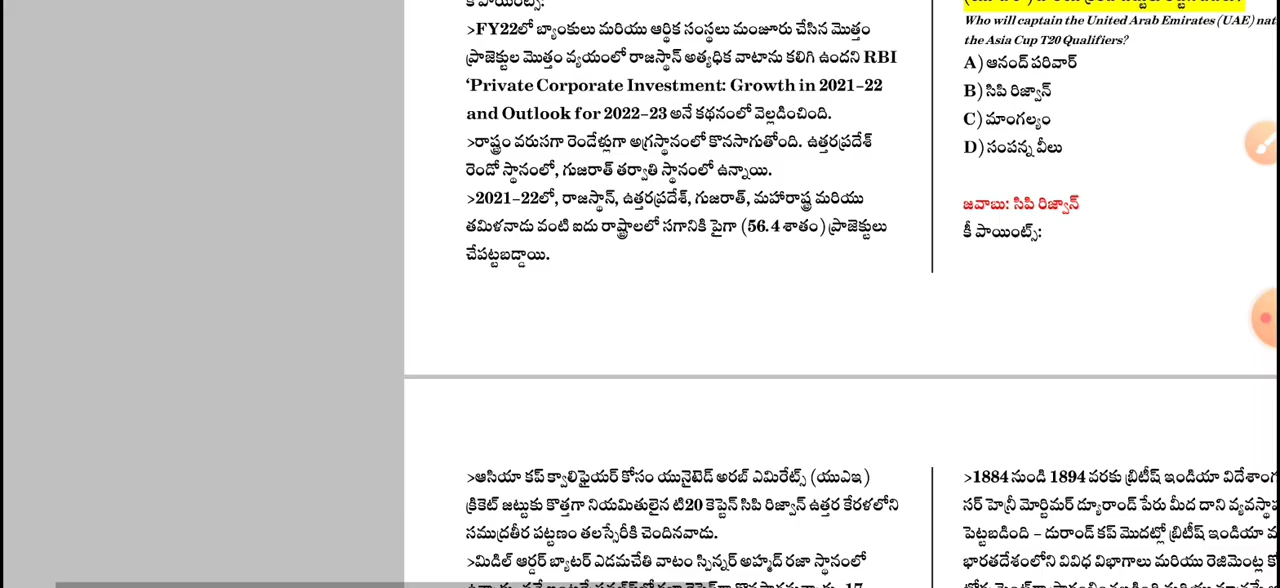 >FY22లో బ్యాంకులు మరియు ఆర్థిక సంస్థలు మంజూరు చేసిన మొత్తం
ప్రాజెక్టుల మొత్తం వ్యయంలో రాజస్థాన్ అత్యధిక వాటాను కలిగి ఉందని RBI
‘Private Corporate Investment: Growth in 2021-22
and Outlook for 2022-23 అనే కథనంలో వెల్లడించింది.
>రాష్ట్రం వరుసగా రెండేళ్లుగా అగ్రస్థానంలో కొనసాగుతోంది. ఉత్తరప్రదేశ్
రెండో స్థానంలో, గుజరాత్ తర్వాతి స్థానంలో ఉన్నాయి.
>2021-22లో, రాజస్థాన్, ఉత్తరప్రదేశ్, గుజరాత్, మహారాష్ట్ర మరియు
తమిళనాడు వంటి ఐదు రాష్ట్రాలలో సగానికి పైగా (56.4 శాతం) ప్రాజెక్టులు
చేపట్టబడ్డాయి.
Who will captain the United Arab Emirates (UAE) nat
the Asia Cup T20 Qualifiers?
A) ఆనంద్ పరివార్
B) సిపి రిజ్వాన్
C) మాంగల్యం
D) సంపన్న వీలు
జవాబు: సిపి రిజ్వాన్
కీ పాయింట్స్:
>ఆసియా కప్ క్వాలిఫైయర్ కోసం యునైటెడ్ అరబ్ ఎమిరేట్స్ (యుఎఇ)
క్రికెట్ జట్టుకు కొత్తగా నియమితులైన టి20 కెప్టెన్ సిపి రిజ్వాన్ ఉత్తర కేరళలోని
సముద్రతీర పట్టణం తలస్సేరీకి చెందినవాడు.
>మిడిల్ ఆర్డర్ బ్యాటర్ ఎడమచేతి వాటం స్పిన్నర్ అహ్మద్ రజా స్థానంలో
>1884 నుండి 1894 వరకు బ్రిటీష్ ఇండియా విదేశాంగ
సర్ హెన్రీ మోర్టిమర్ డ్యూరాండ్ పేరు మీద దాని వ్యవస్థాప
పెట్టబడింది - దురాండ్ కప్ మొదట్లో బ్రిటీష్ ఇండియా వ
భారతదేశంలోని వివిధ విభాగాలు మరియు రెజిమెంట్ల కో